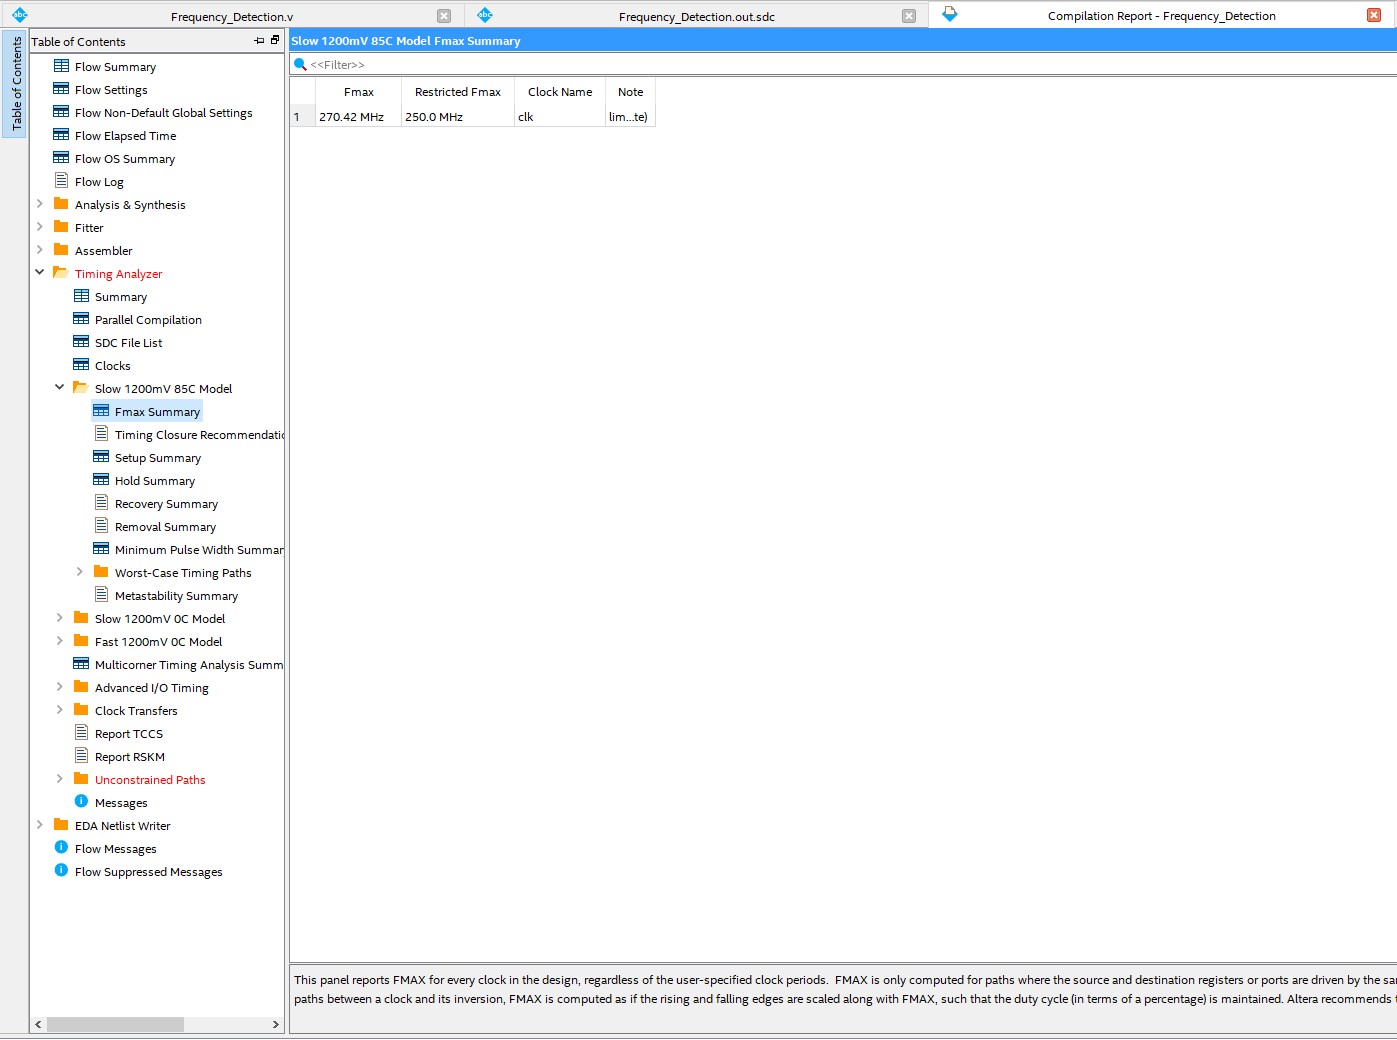 Frequency_Detection.v
Frequency_Detection.out.sdc
Compilation Report - Frequency_Detection
Table of Contents
Table of Contents
Flow Summary
Flow Settings
Flow Non-Default Global Settings
Flow Elapsed Time
Flow OS Summary
Flow Log
Analysis & Synthesis
Fitter
Assembler
Timing Analyzer
Summary
Parallel Compilation
SDC File List
Clocks
Slow 1200mV 85C Model
Fmax Summary
Timing Closure Recommendatic
Setup Summary
Hold Summary
Recovery Summary
Removal Summary
Minimum Pulse Width Summar
Worst-Case Timing Paths
Metastability Summary
Slow 1200mV 0C Model
Fast 1200mV 0C Model
Multicorner Timing Analysis Summ
Advanced I/O Timing
Clock Transfers
Report TCCS
Report RSKM
Unconstrained Paths
Messages
EDA Netlist Writer
Flow Messages
Flow Suppressed Messages
Slow 1200mV 85C Model Fmax Summary
<<Filter>>
Fmax Restricted Fmax Clock Name Note
1 270.42 MHz 250.0 MHz clk lim...te)
This panel reports FMAX for every clock in the design, regardless of the user-specified clock periods. FMAX is only computed for paths where the source and destination registers or ports are driven by the sa
paths between a clock and its inversion, FMAX is computed as if the rising and falling edges are scaled along with FMAX, such that the duty cycle (in terms of a percentage) is maintained. Altera recommends